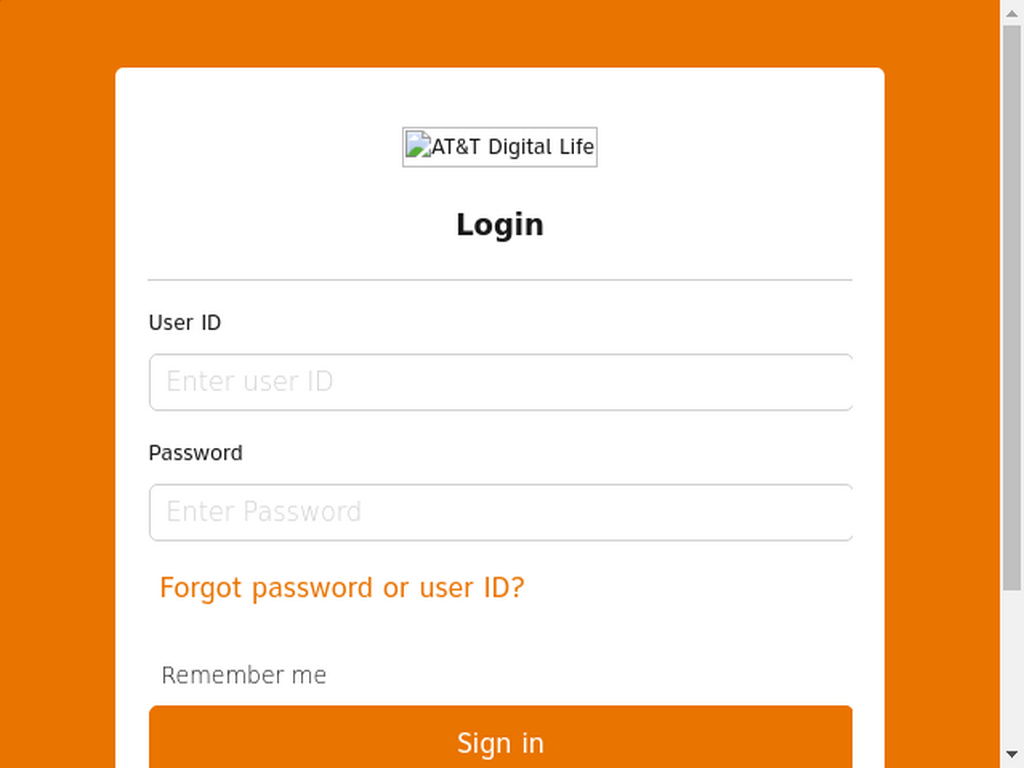 AT&T Digital Life
Login
User ID
Enter user ID
Password
Enter Password
Forgot password or user ID?
Remember me
Sign in